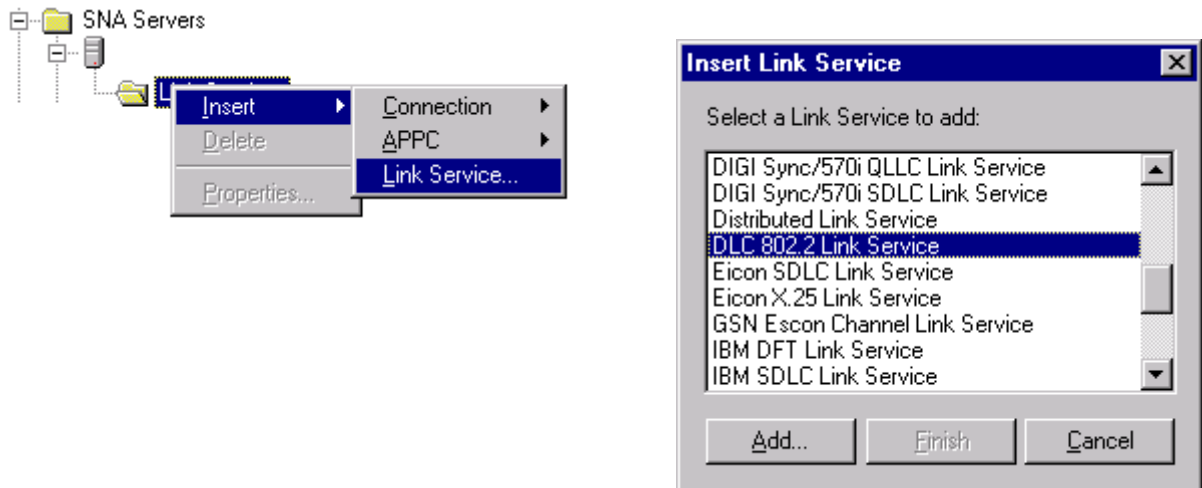 SNA Servers
Insert
Delete
Properties...
Connection
APPC
Link Service...
Insert Link Service
Select a Link Service to add:
DIGI Sync/570i QLLC Link Service
DIGI Sync/570i SDLC Link Service
Distributed Link Service
DLC 802.2 Link Service
Eicon SDLC Link Service
Eicon X.25 Link Service
GSN Escon Channel Link Service
IBM DFT Link Service
IBM SDLC Link Service
Add...
Finish
Cancel